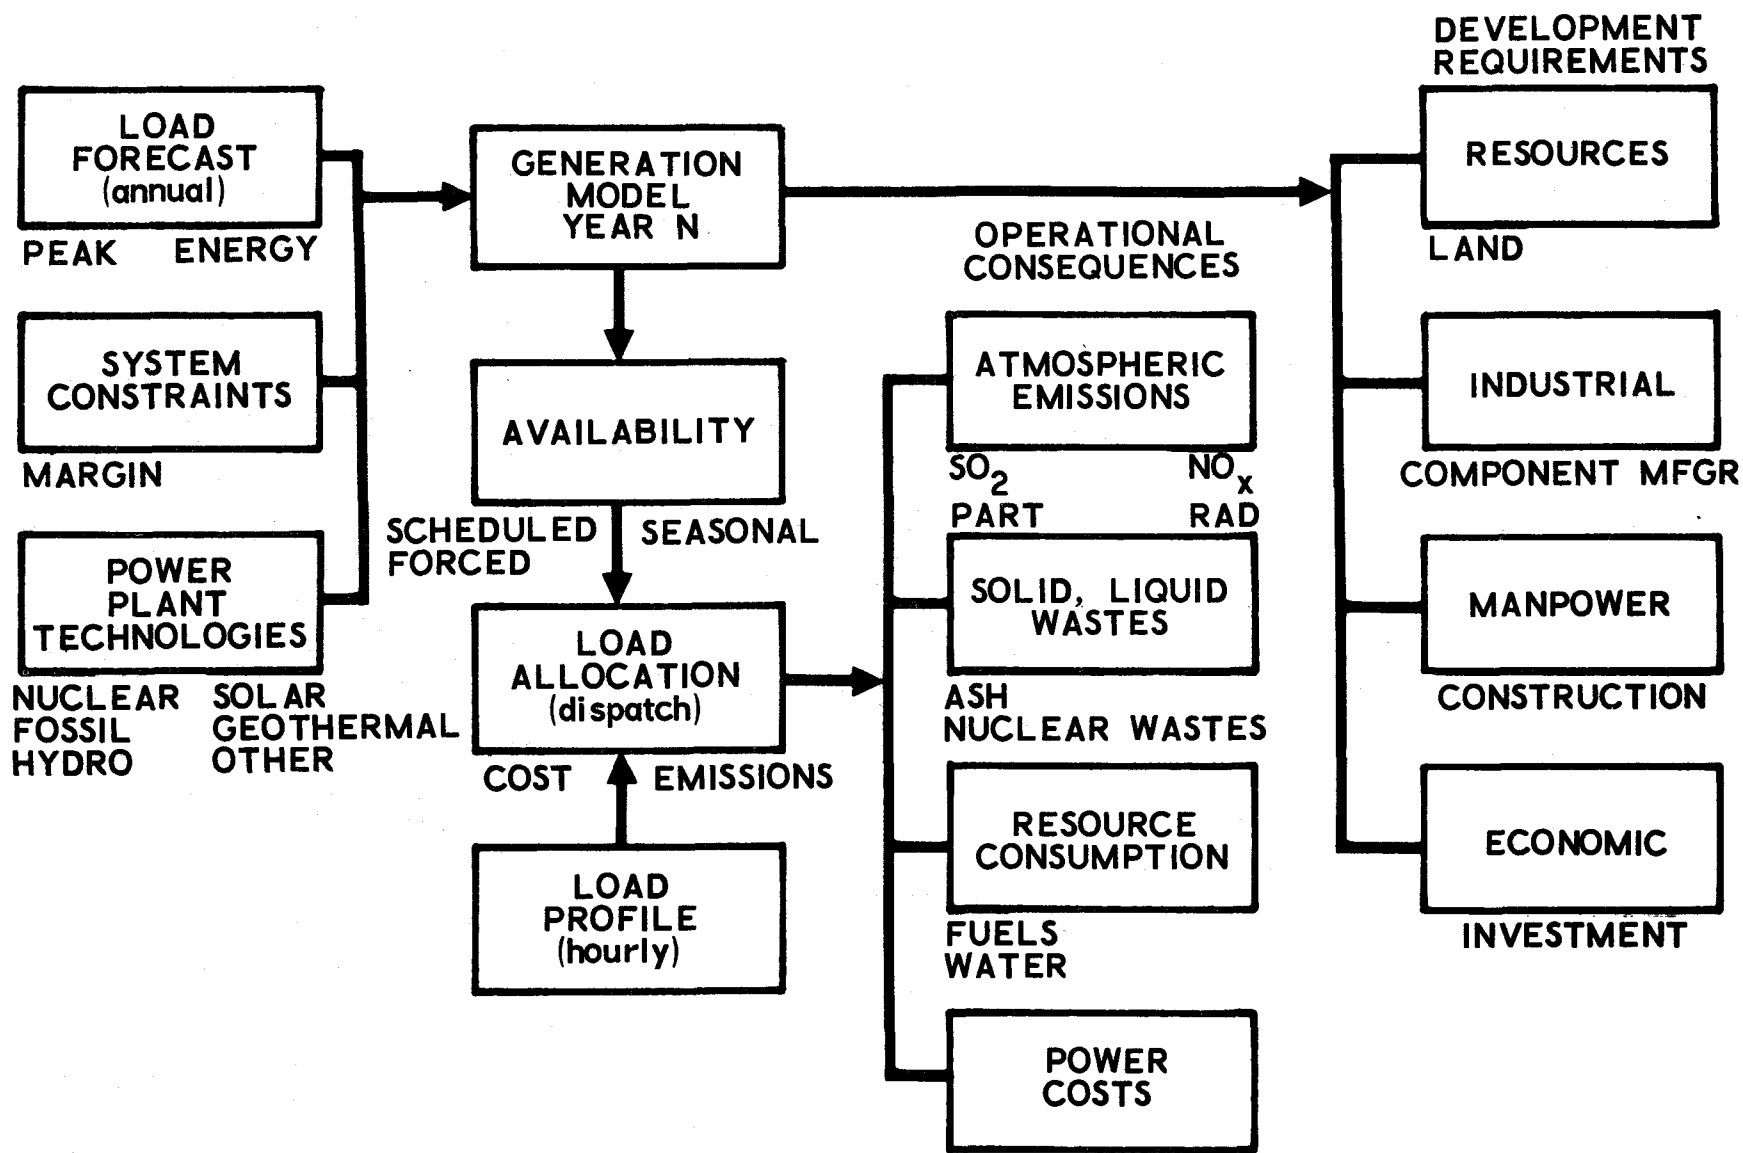 LOAD
FORECAST
(annual)
PEAK ENERGY
SYSTEM
CONSTRAINTS
MARGIN
POWER
PLANT
TECHNOLOGIES
NUCLEAR SOLAR
FOSSIL GEOTHERMAL
HYDRO OTHER
GENERATION
MODEL
YEAR N
AVAILABILITY
SCHEDULED SEASONAL
FORCED
LOAD
ALLOCATION
(dispatch)
COST EMISSIONS
LOAD
PROFILE
(hourly)
OPERATIONAL
CONSEQUENCES
ATMOSPHERIC
EMISSIONS
SO2 NOx
PART RAD
SOLID, LIQUID
WASTES
ASH
NUCLEAR WASTES
RESOURCE
CONSUMPTION
FUELS
WATER
POWER
COSTS
DEVELOPMENT
REQUIREMENTS
RESOURCES
LAND
INDUSTRIAL
COMPONENT MFGR
MANPOWER
CONSTRUCTION
ECONOMIC
INVESTMENT